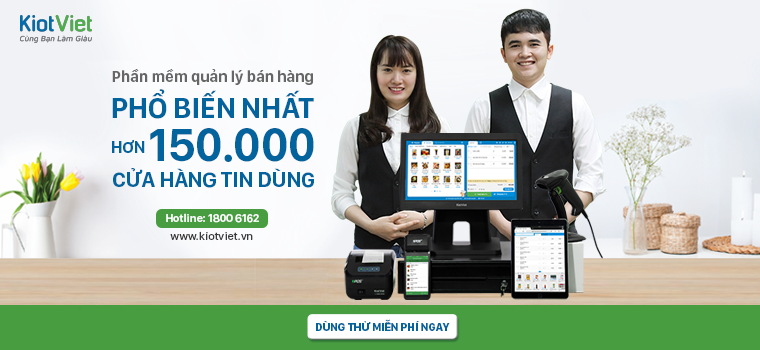 KiotViet
Cùng Bạn Làm Giàu
Phần mềm quản lý bán hàng
PHỔ BIẾN NHẤT
HƠN 150.000
CỬA HÀNG TIN DÙNG
Hotline: 1800 6162
www.kiotviet.vn
DÙNG THỬ MIỄN PHÍ NGAY